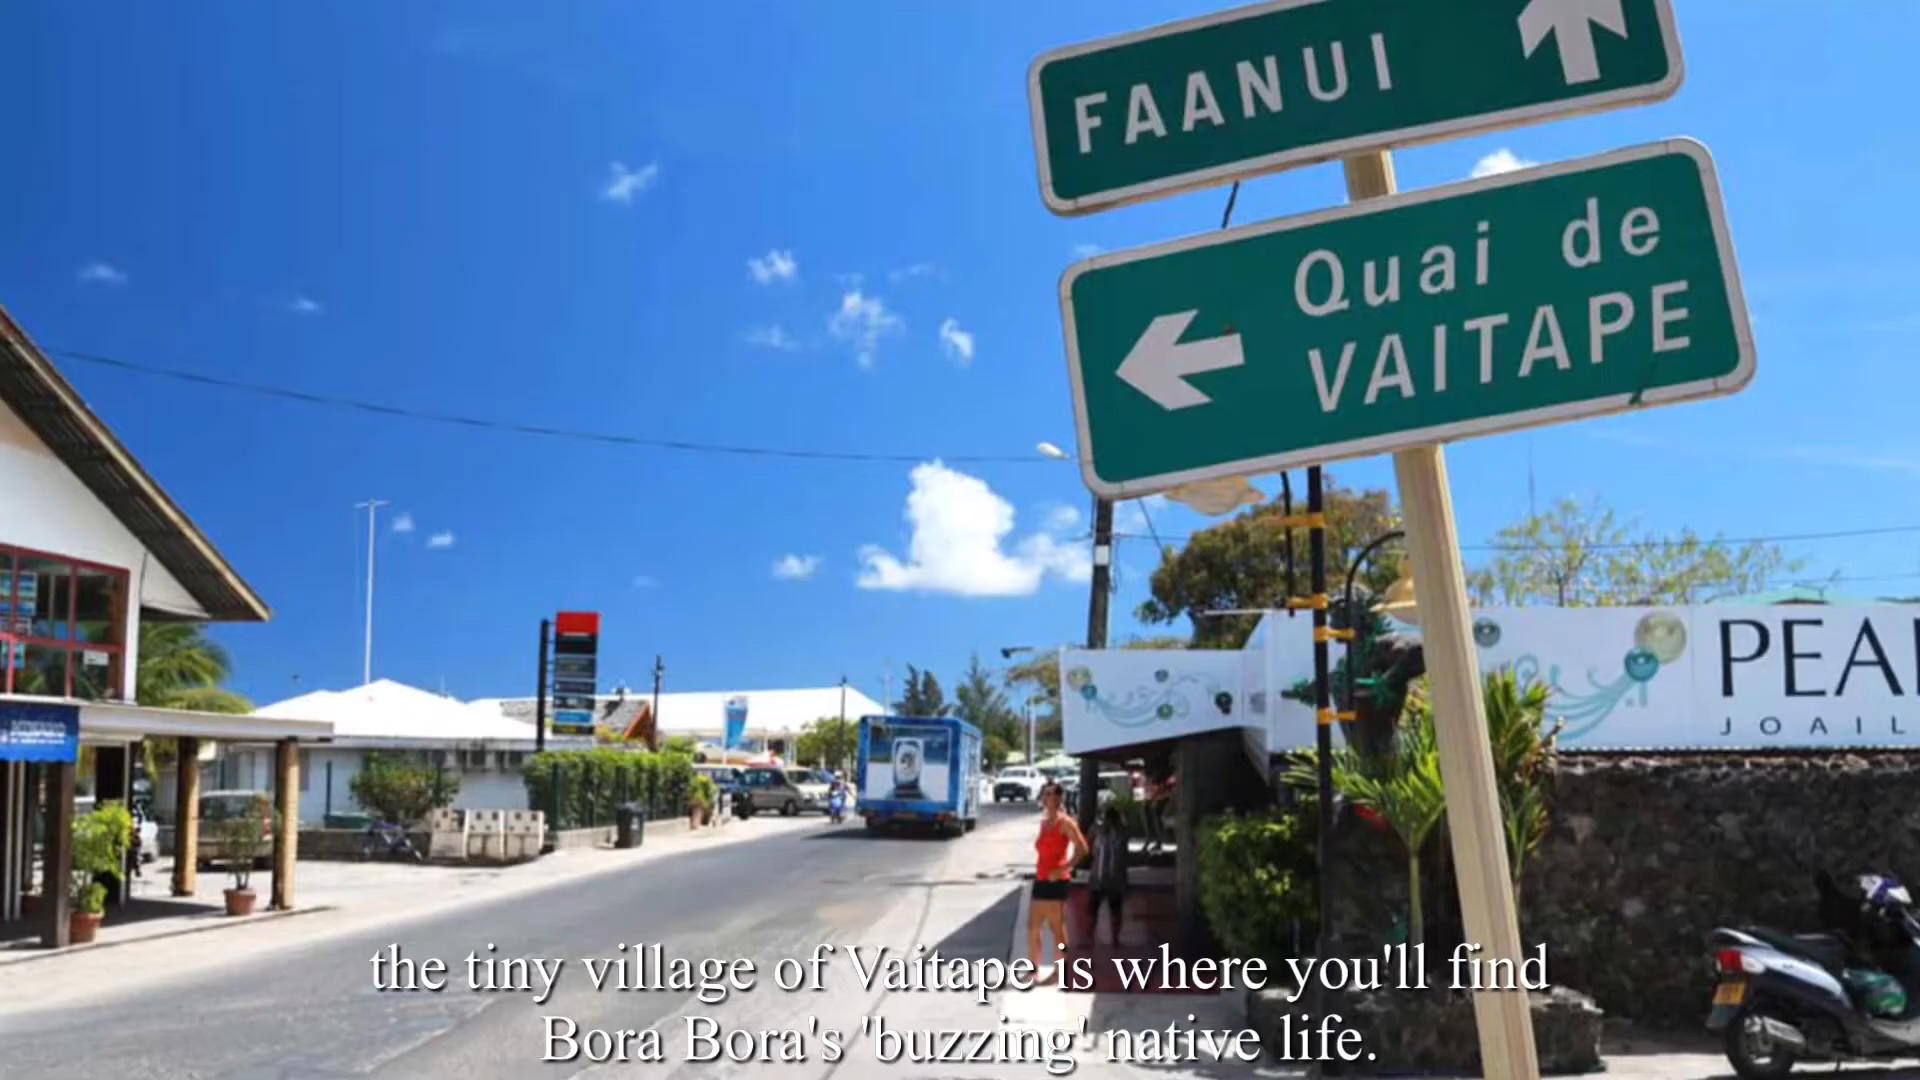 FAANUI
Quai de
VAITAPE
PEA
JOAIL
the tiny village of Vaitape is where you'll find
Bora Bora's 'buzzing' native life.